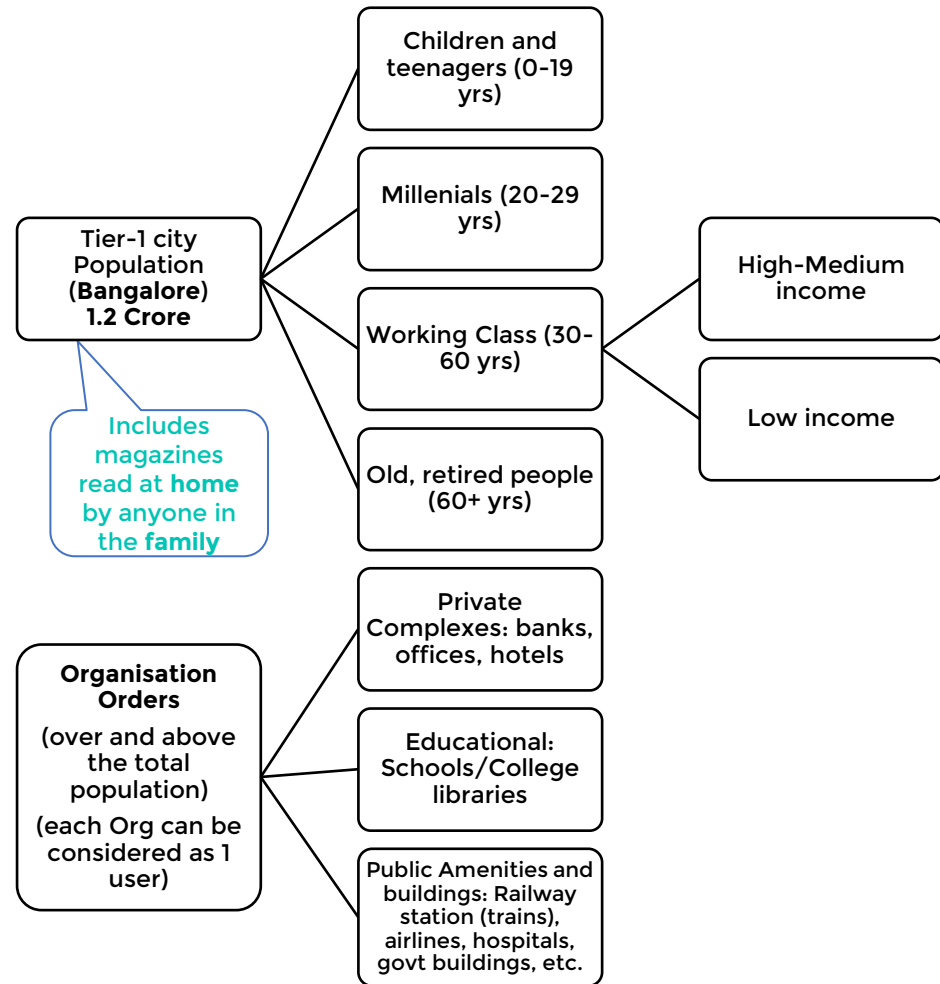 Children and
teenagers (0-19
yrs)
Millenials (20-29
yrs)
Tier-1 city
Population
(Bangalore)
1.2 Crore
High-Medium
income
Working Class (30-
60 yrs)
Low income
Includes
magazines
read at home
by anyone in
the family
Old, retired people
(60+ yrs)
Private
Complexes: banks,
offices, hotels
Organisation
Orders
(over and above
the total
population)
(each Org can be
considered as 1
user)
Educational:
Schools/College
libraries
Public Amenities and
buildings: Railway
station (trains),
airlines, hospitals,
govt buildings, etc.